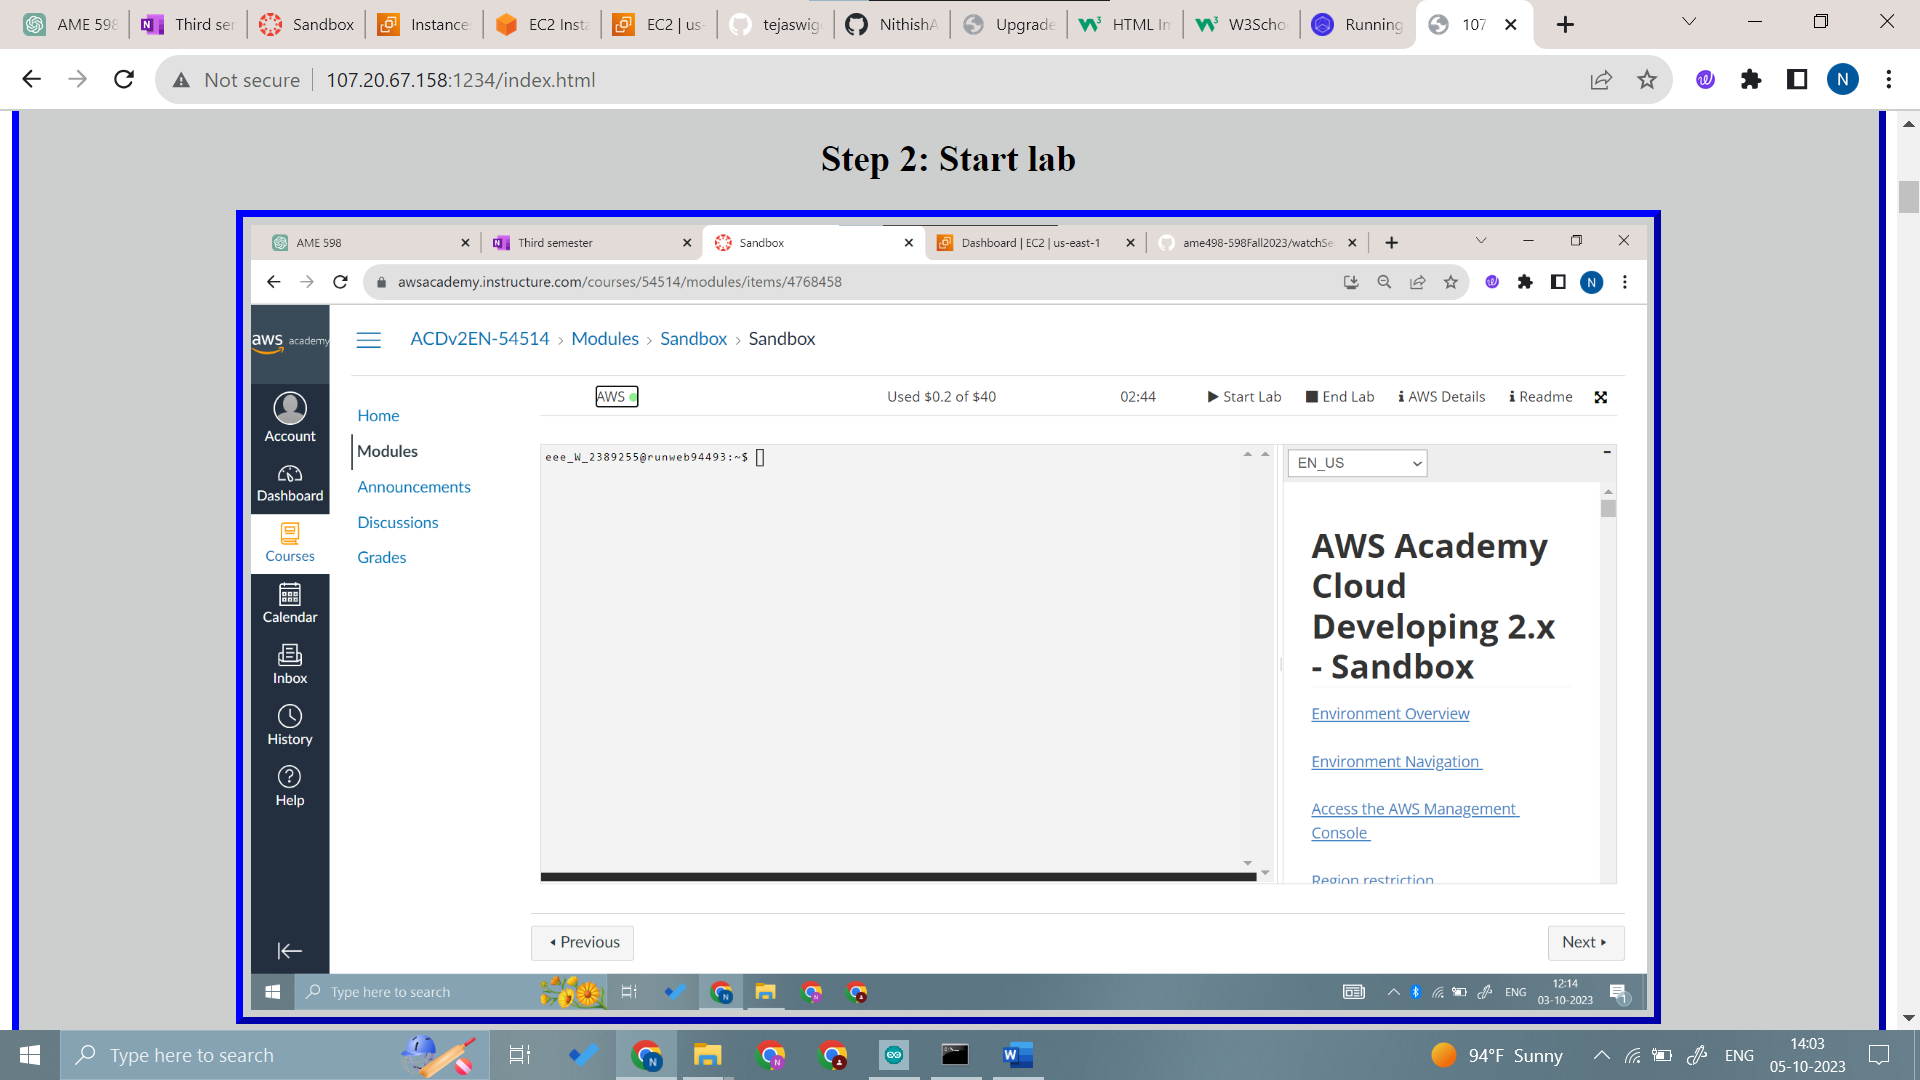 AME 598
Third ser
Sandbox
Instance
EC2 Insta
EC2 | us-
tejaswig
NithishA
Upgrade
HTML In
W3Scho
Running
107
Not secure
107.20.67.158:1234/index.html
N
Step 2: Start lab
AME 598
Third semester
Sandbox
Dashboard | EC2 | us-east-1
ame498-598Fall2023/watchSe
awsacademy.instructure.com/courses/54514/modules/items/4768458
N
aws academy
ACDv2EN-54514 › Modules › Sandbox › Sandbox
AWS
Used $0.2 of $40
02:44
Start Lab
End Lab
AWS Details
Readme
Account
Dashboard
Courses
Calendar
Inbox
History
Help
Home
Modules
Announcements
Discussions
Grades
eee_W_2389255@runweb94493:~$
EN_US
AWS Academy
Cloud
Developing 2.x
- Sandbox
Environment Overview
Environment Navigation
Access the AWS Management
Console
Region restriction
Previous
Next
Type here to search
ENG
12:14
03-10-2023
1
Type here to search
94°F Sunny
ENG
14:03
05-10-2023